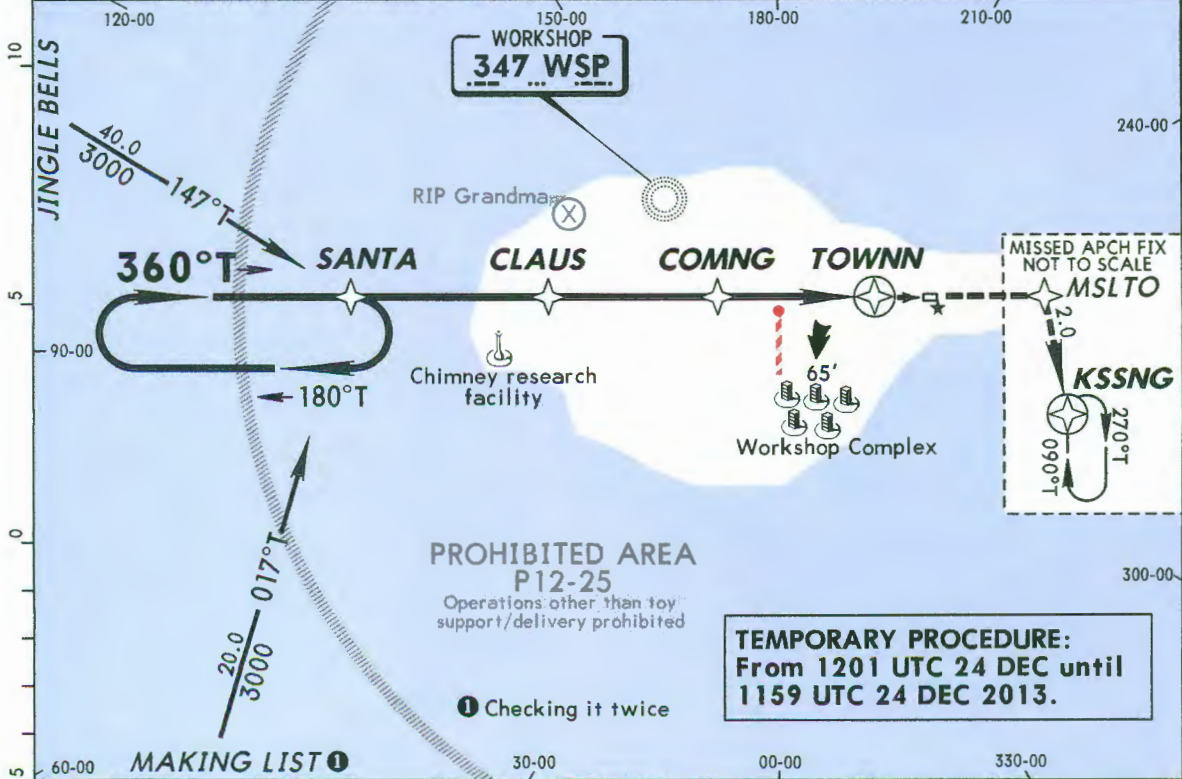 120-00
150-00
180-00
210-00
10
WORKSHOP
347 WSP
240-00
JINGLE BELLS
40.0
3000
147°T
RIP Grandma
360°T
SANTA
CLAUS
COMNG
TOWNN
MISSED APCH FIX
NOT TO SCALE
MSLTO
5
2.0
90-00
Chimney research
facility
65'
KSSNG
180°T
270°T
090°T
Workshop Complex
0
017°T
20.0
3000
PROHIBITED AREA
P12-25
Operations other than toy
support/delivery prohibited
300-00
TEMPORARY PROCEDURE:
From 1201 UTC 24 DEC until
1159 UTC 24 DEC 2013.
1 Checking it twice
MAKING LIST 1
5
60-00
30-00
00-00
330-00